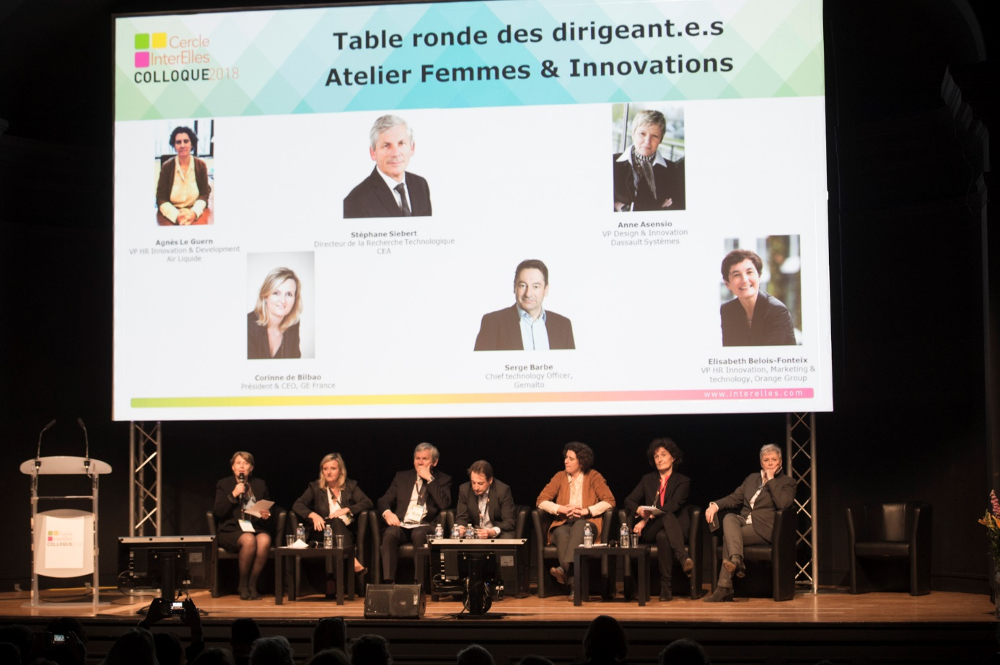 Cercle
InterElles
COLLOQUE2018
Table ronde des dirigeant.e.s
Atelier Femmes & Innovations
Agnès Le Guern
VP HR Innovation & Development
Air Liquide
Stéphane Siebert
Directeur de la Recherche Technologique
CEA
Anne Asensio
VP Design & Innovation
Dassault Systèmes
Corinne de Bilbao
Président & CEO, GE France
Serge Barbe
Chief technology Officer,
Gemalto
Elisabeth Belois-Fonteix
VP HR Innovation, Marketing &
technology, Orange Group
www.interelles.com
Cercle
InterElles
COLLOQUE